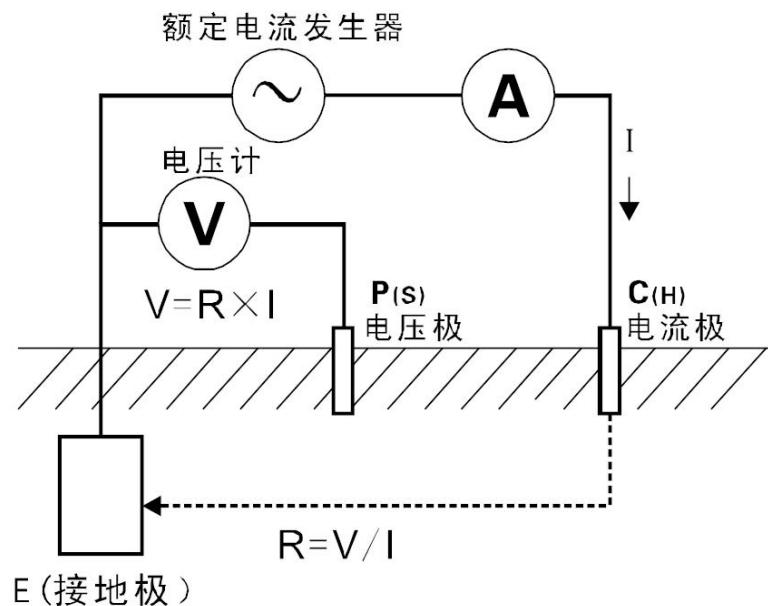 额定电流发生器
A
I
电压计
V
V=R×I
P(S)
电压极
C(H)
电流极
R=V/I
E(接地极)